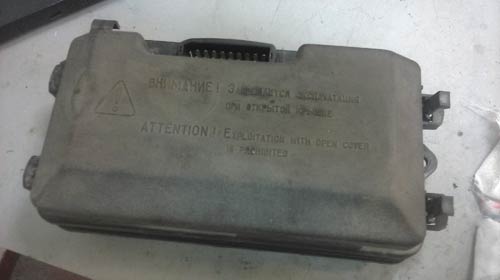 ВНИМАНИЕ! ЗАПРЕЩАЕТСЯ ЭКСПЛУАТАЦИЯ
ПРИ ОТКРЫТОЙ КРЫШКЕ
ATTENTION! EXPLOITATION WITH OPEN COVER
IS PROHIBITED